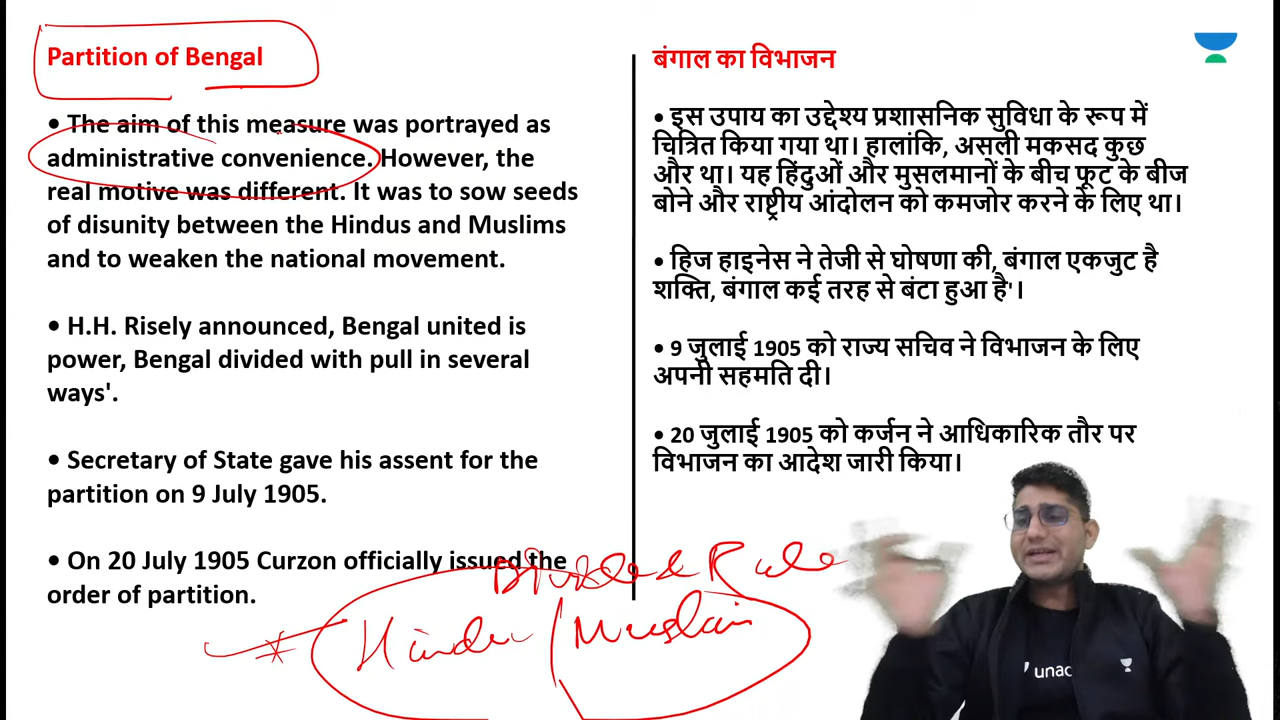 Partition of Bengal
• The aim of this measure was portrayed as
administrative convenience. However, the
real motive was different. It was to sow seeds
of disunity between the Hindus and Muslims
and to weaken the national movement.
• H.H. Risely announced, Bengal united is
power, Bengal divided with pull in several
ways'.
• Secretary of State gave his assent for the
partition on 9 July 1905.
• On 20 July 1905 Curzon officially issued the
order of partition.
बंगाल का विभाजन
• इस उपाय का उद्देश्य प्रशासनिक सुविधा के रूप में
चित्रित किया गया था। हालांकि, असली मकसद कुछ
और था। यह हिंदुओं और मुसलमानों के बीच फूट के बीज
बोने और राष्ट्रीय आंदोलन को कमजोर करने के लिए था।
• हिज हाइनेस ने तेजी से घोषणा की, बंगाल एकजुट है
शक्ति, बंगाल कई तरह से बंटा हुआ है'।
• 9 जुलाई 1905 को राज्य सचिव ने विभाजन के लिए
अपनी सहमति दी।
• 20 जुलाई 1905 को कर्जन ने आधिकारिक तौर पर
विभाजन का आदेश जारी किया।
Divide & Rule
Hindu / Muslim
unac